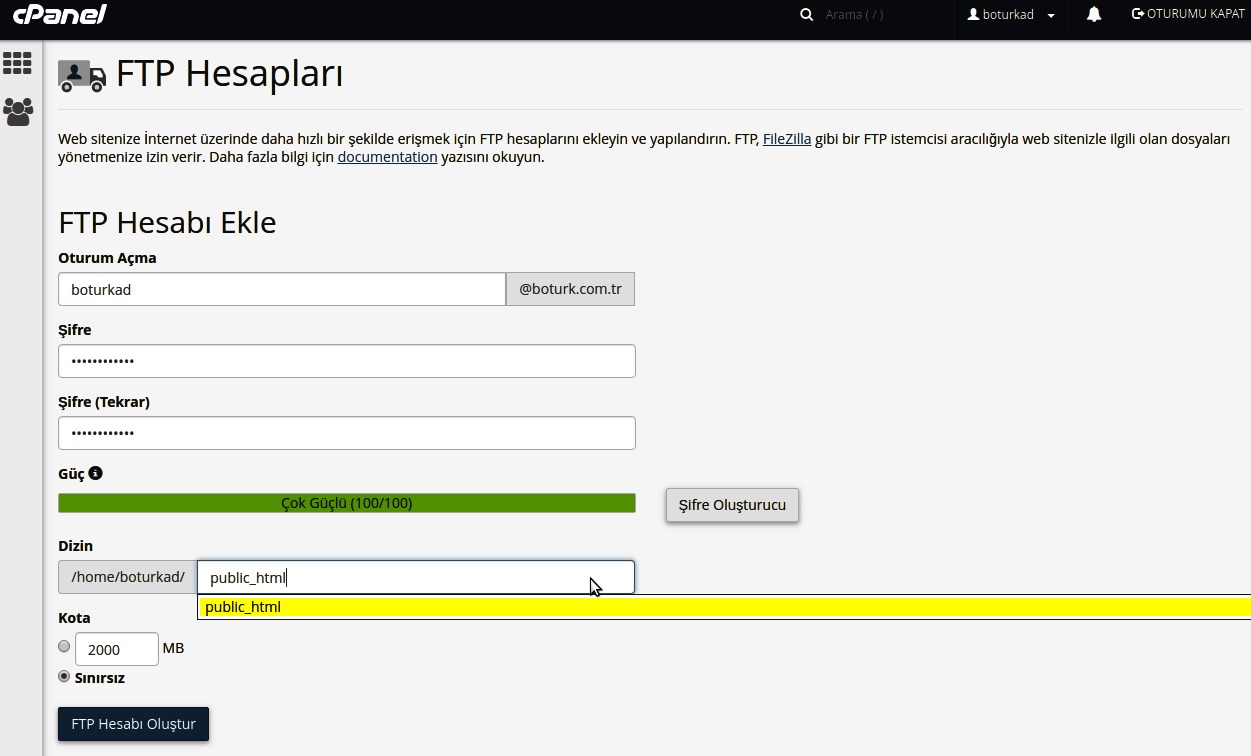 cPanel
Arama ( / )
boturkad
OTURUMU KAPAT
FTP Hesapları
Web sitenize İnternet üzerinde daha hızlı bir şekilde erişmek için FTP hesaplarını ekleyin ve yapılandırın. FTP, FileZilla gibi bir FTP istemcisi aracılığıyla web sitenizle ilgili olan dosyaları
yönetmenize izin verir. Daha fazla bilgi için documentation yazısını okuyun.
FTP Hesabı Ekle
Oturum Açma
boturkad
@boturk.com.tr
Şifre
••••••••••••
Şifre (Tekrar)
••••••••••••
Güç
Çok Güçlü (100/100)
Şifre Oluşturucu
Dizin
/home/boturkad/
public_html
public_html
Kota
2000
MB
Sınırsız
FTP Hesabı Oluştur